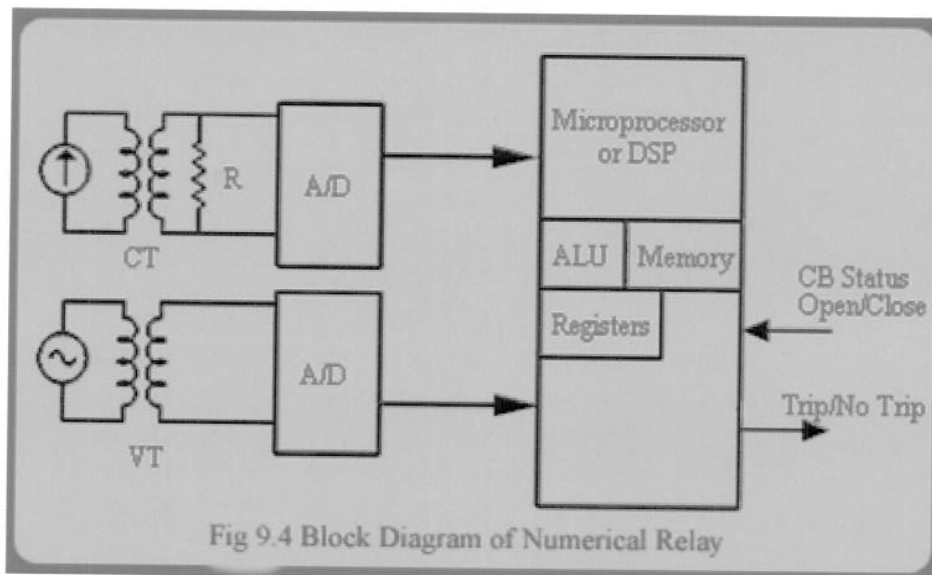 Microprocessor
or DSP
R
A/D
CT
ALU
Memory
CB Status
Open/Close
Registers
A/D
Trip/No Trip
VT
Fig 9.4 Block Diagram of Numerical Relay